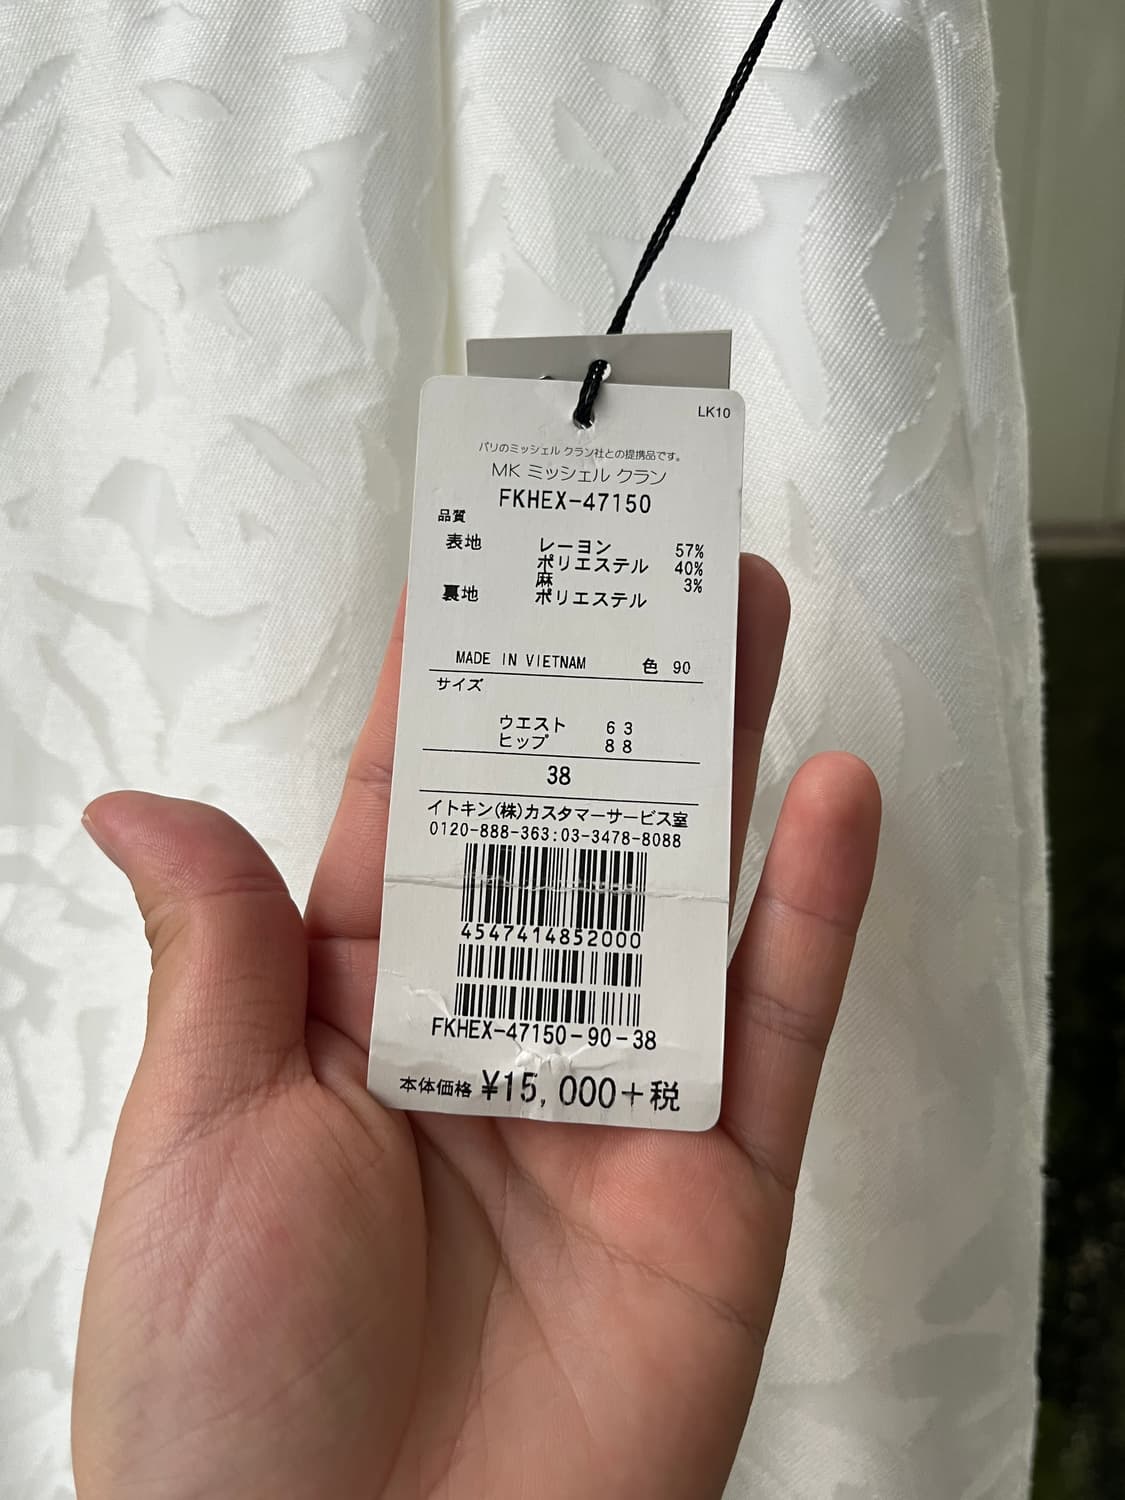 LK10
パリのミッシェル クラン社との提携品です。
MK ミッシェル クラン
FKHEX-47150
品質
表地 レーヨン 57%
ポリエステル 40%
麻 3%
裏地 ポリエステル
MADE IN VIETNAM 色 90
サイズ
ウエスト 63
ヒップ 88
38
イトキン(株)カスタマーサービス室
0120-888-363:03-3478-8088
4547414852000
FKHEX-47150-90-38
本体価格 ¥15,000+税